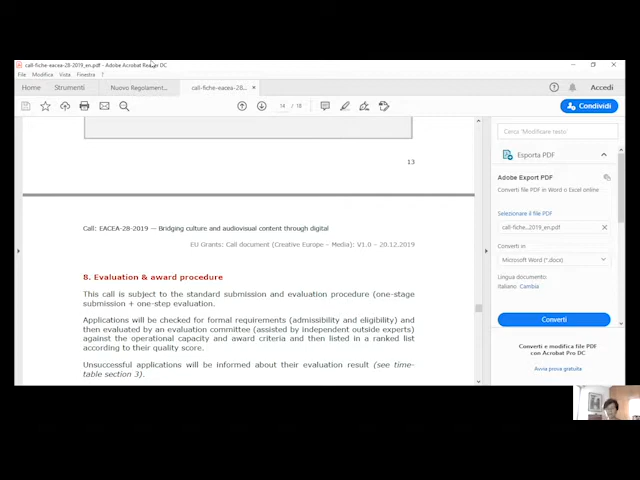 call-fiche-eacea-28-2019_en.pdf - Adobe Acrobat Reader DC
File Modifica Vista Finestra ?
Home Strumenti Nuovo Regolament... call-fiche-eacea-28... × Accedi
14 / 18 Condividi
Cerca 'Modificare testo'
Esporta PDF
Adobe Export PDF
Converti file PDF in Word o Excel online
Selezionare il file PDF
call-fiche...2019_en.pdf ×
Converti in
Microsoft Word (*.docx)
Lingua documento:
Italiano Cambia
Converti
Converti e modifica file PDF
con Acrobat Pro DC
Avvia prova gratuita
13
Call: EACEA-28-2019 — Bridging culture and audiovisual content through digital
EU Grants: Call document (Creative Europe – Media): V1.0 – 20.12.2019
8. Evaluation & award procedure
This call is subject to the standard submission and evaluation procedure (one-stage
submission + one-step evaluation.
Applications will be checked for formal requirements (admissibility and eligibility) and
then evaluated by an evaluation committee (assisted by independent outside experts)
against the operational capacity and award criteria and then listed in a ranked list
according to their quality score.
Unsuccessful applications will be informed about their evaluation result (see time-
table section 3).